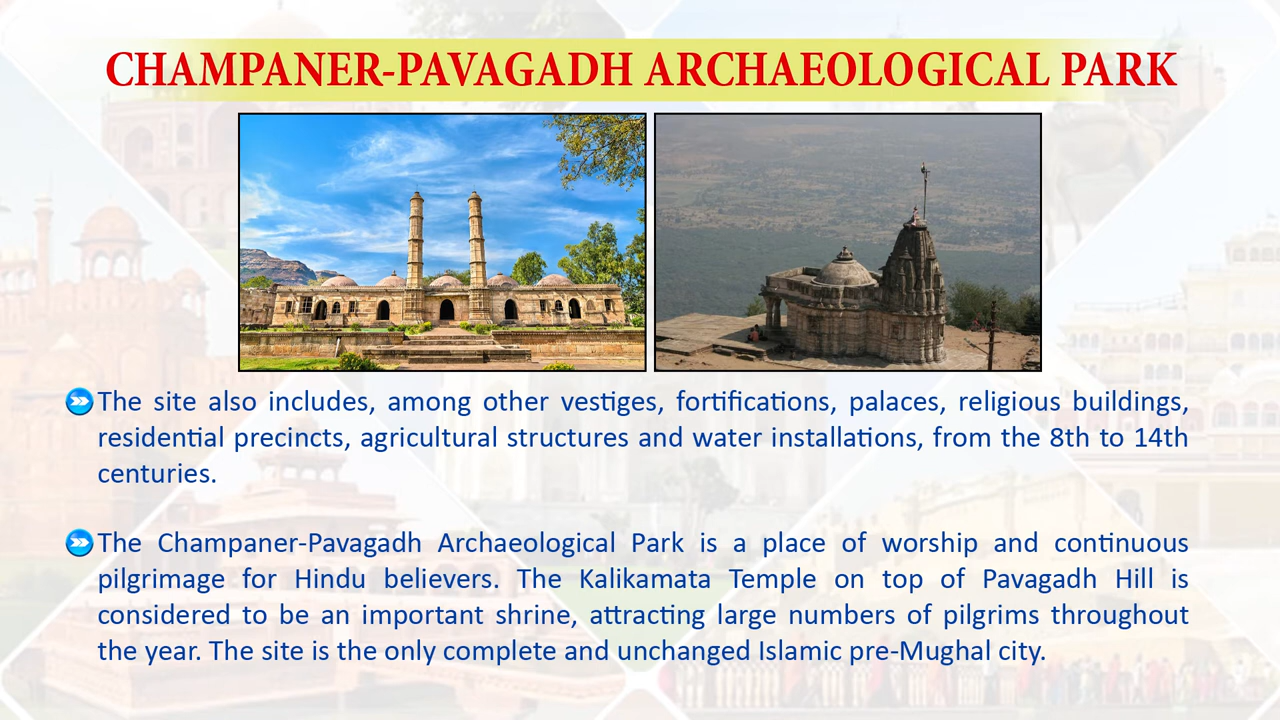 CHAMPANER-PAVAGADH ARCHAEOLOGICAL PARK
The site also includes, among other vestiges, fortifications, palaces, religious buildings,
residential precincts, agricultural structures and water installations, from the 8th to 14th
centuries.
The Champaner-Pavagadh Archaeological Park is a place of worship and continuous
pilgrimage for Hindu believers. The Kalikamata Temple on top of Pavagadh Hill is
considered to be an important shrine, attracting large numbers of pilgrims throughout
the year. The site is the only complete and unchanged Islamic pre-Mughal city.